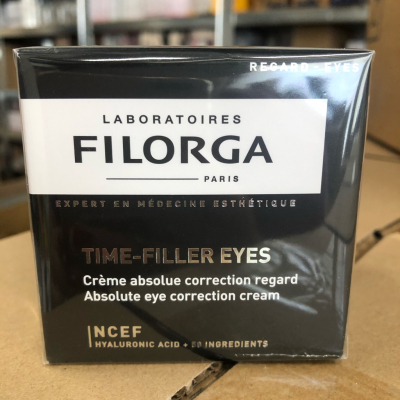 REGARD - EYES
LABORATOIRES
FILORGA
PARIS
EXPERT EN MÉDECINE ESTHÉTIQUE
TIME-FILLER EYES
Crème absolue correction regard
Absolute eye correction cream
NCEF
HYALURONIC ACID + 50 INGREDIENTS